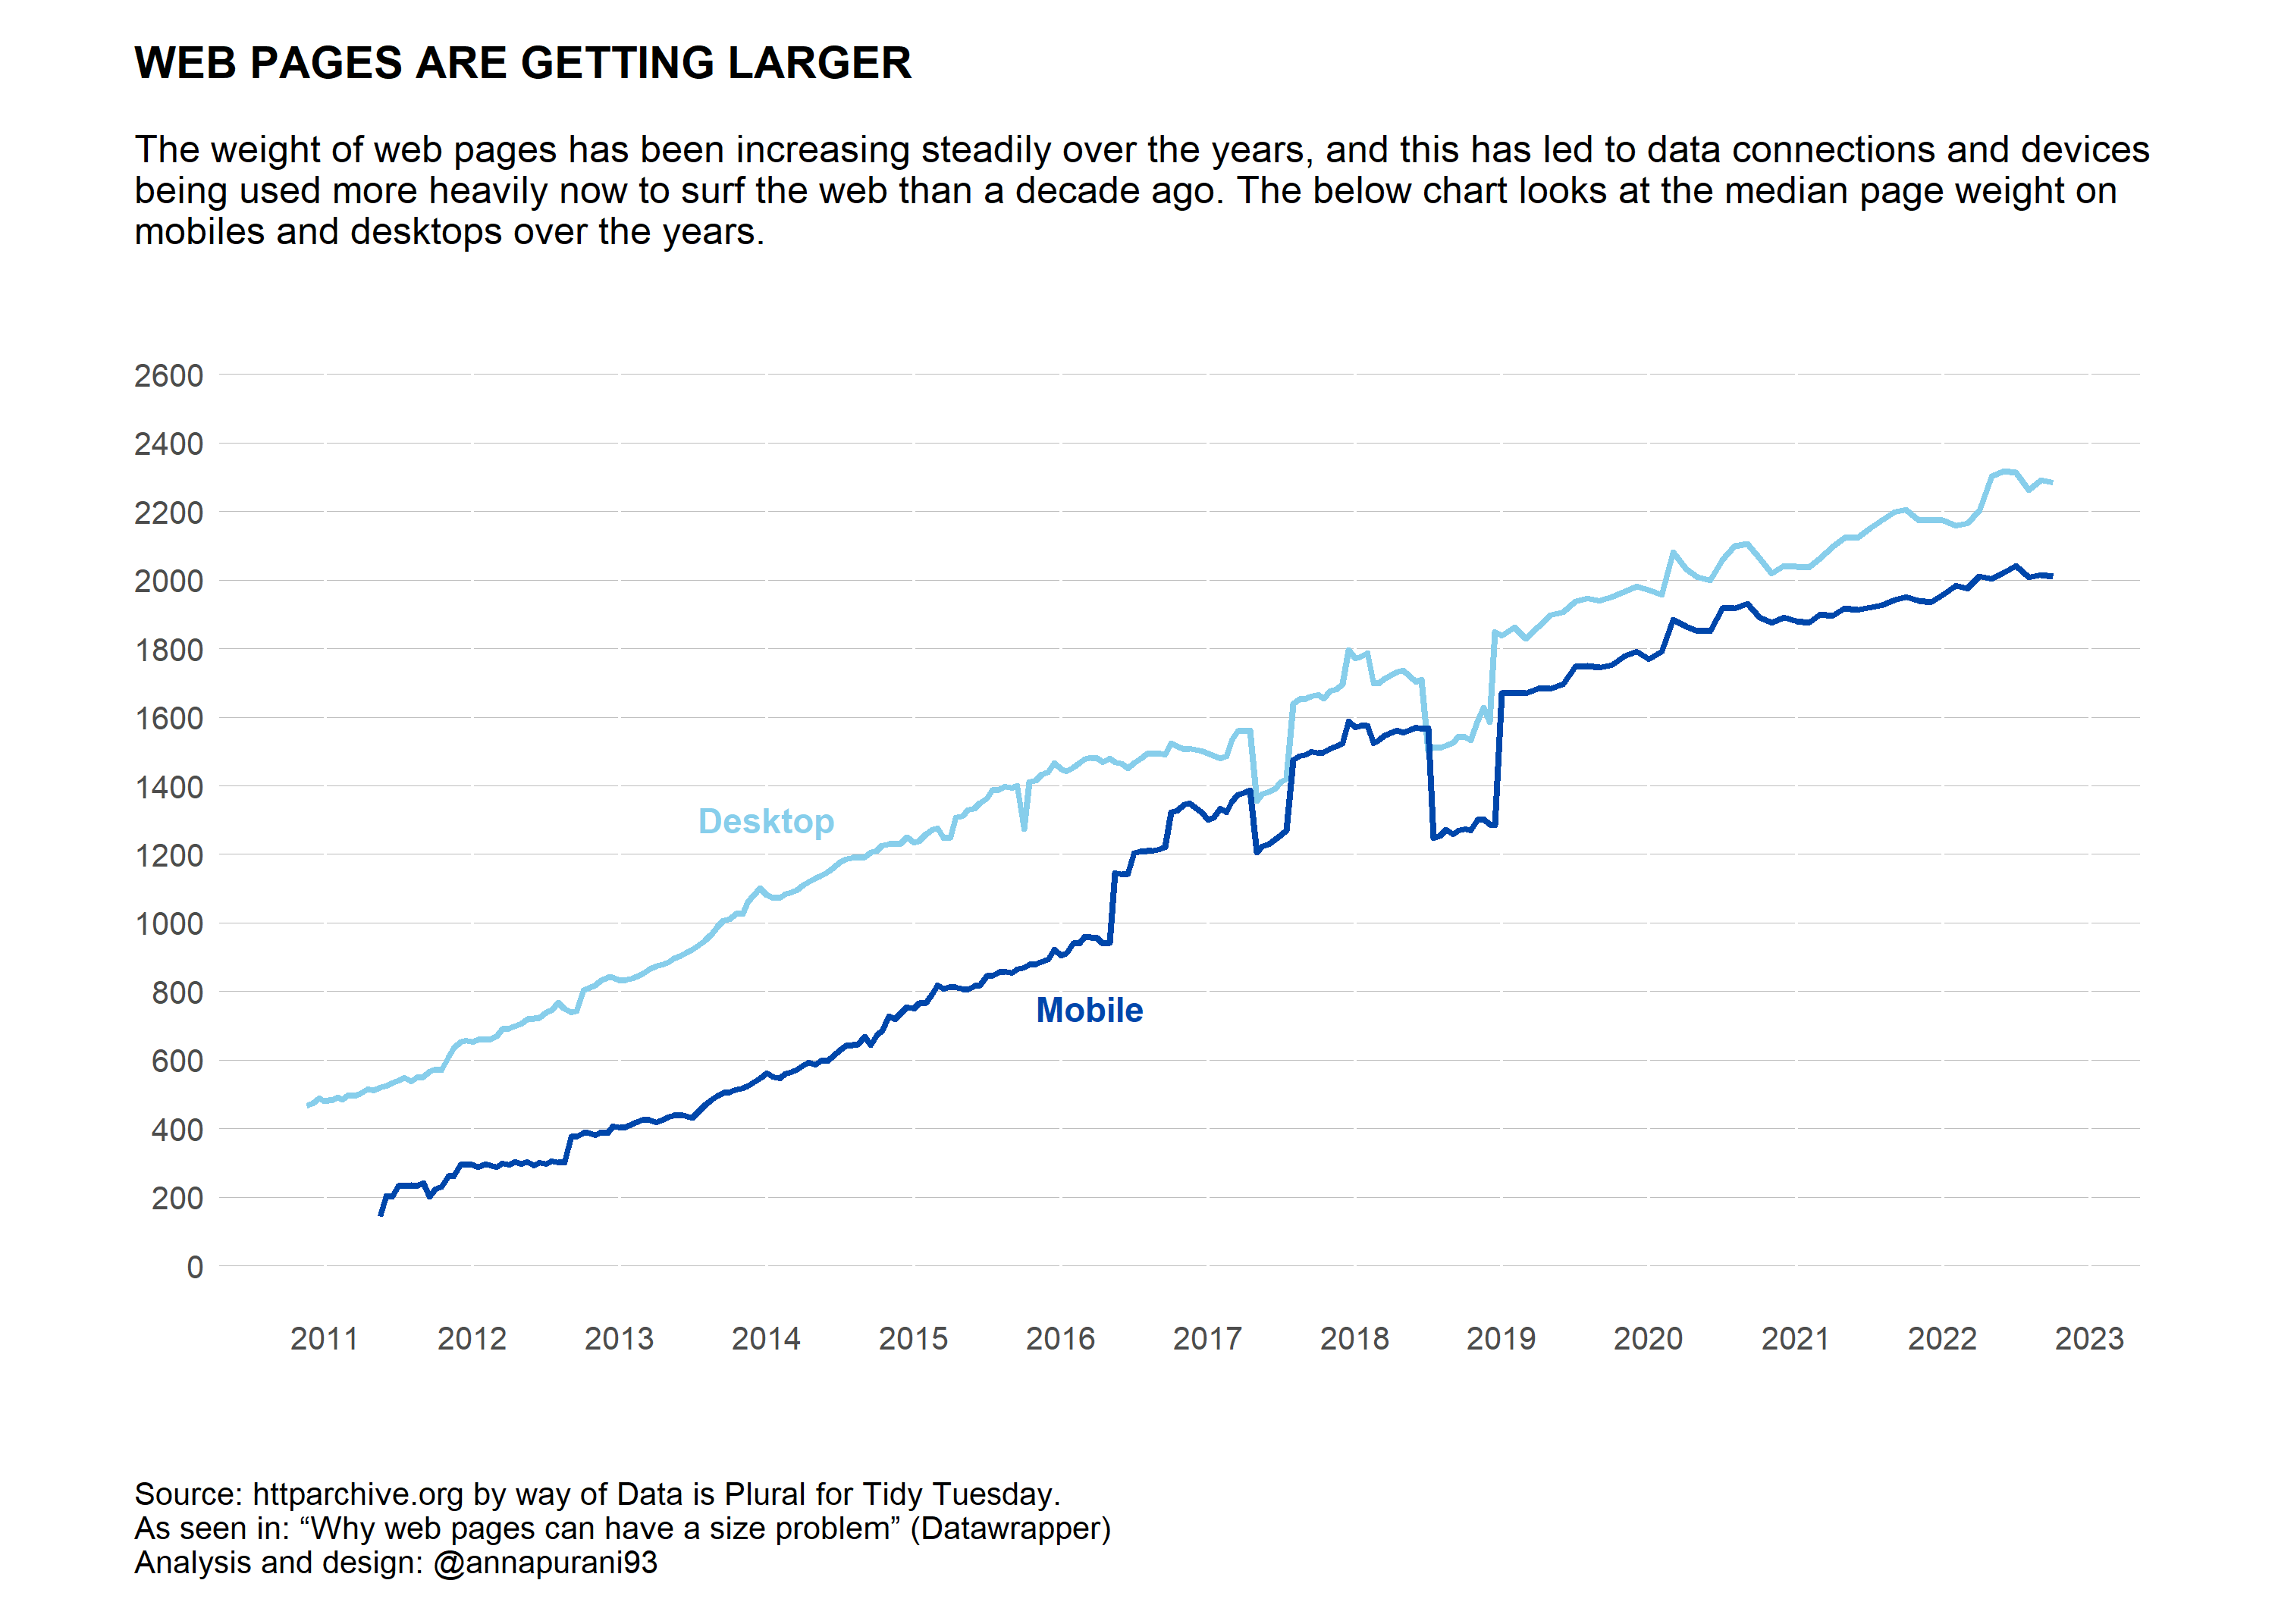 WEB PAGES ARE GETTING LARGER
The weight of web pages has been increasing steadily over the years, and this has led to data connections and devices
being used more heavily now to surf the web than a decade ago. The below chart looks at the median page weight on
mobiles and desktops over the years.
2600
2400
2200
2000
1800
1600
1400
Desktop
1200
1000
800
Mobile
600
400
200
0
2011 2012 2013 2014 2015 2016 2017 2018 2019 2020 2021 2022 2023
Source: httparchive.org by way of Data is Plural for Tidy Tuesday.
As seen in: “Why web pages can have a size problem” (Datawrapper)
Analysis and design: @annapurani93